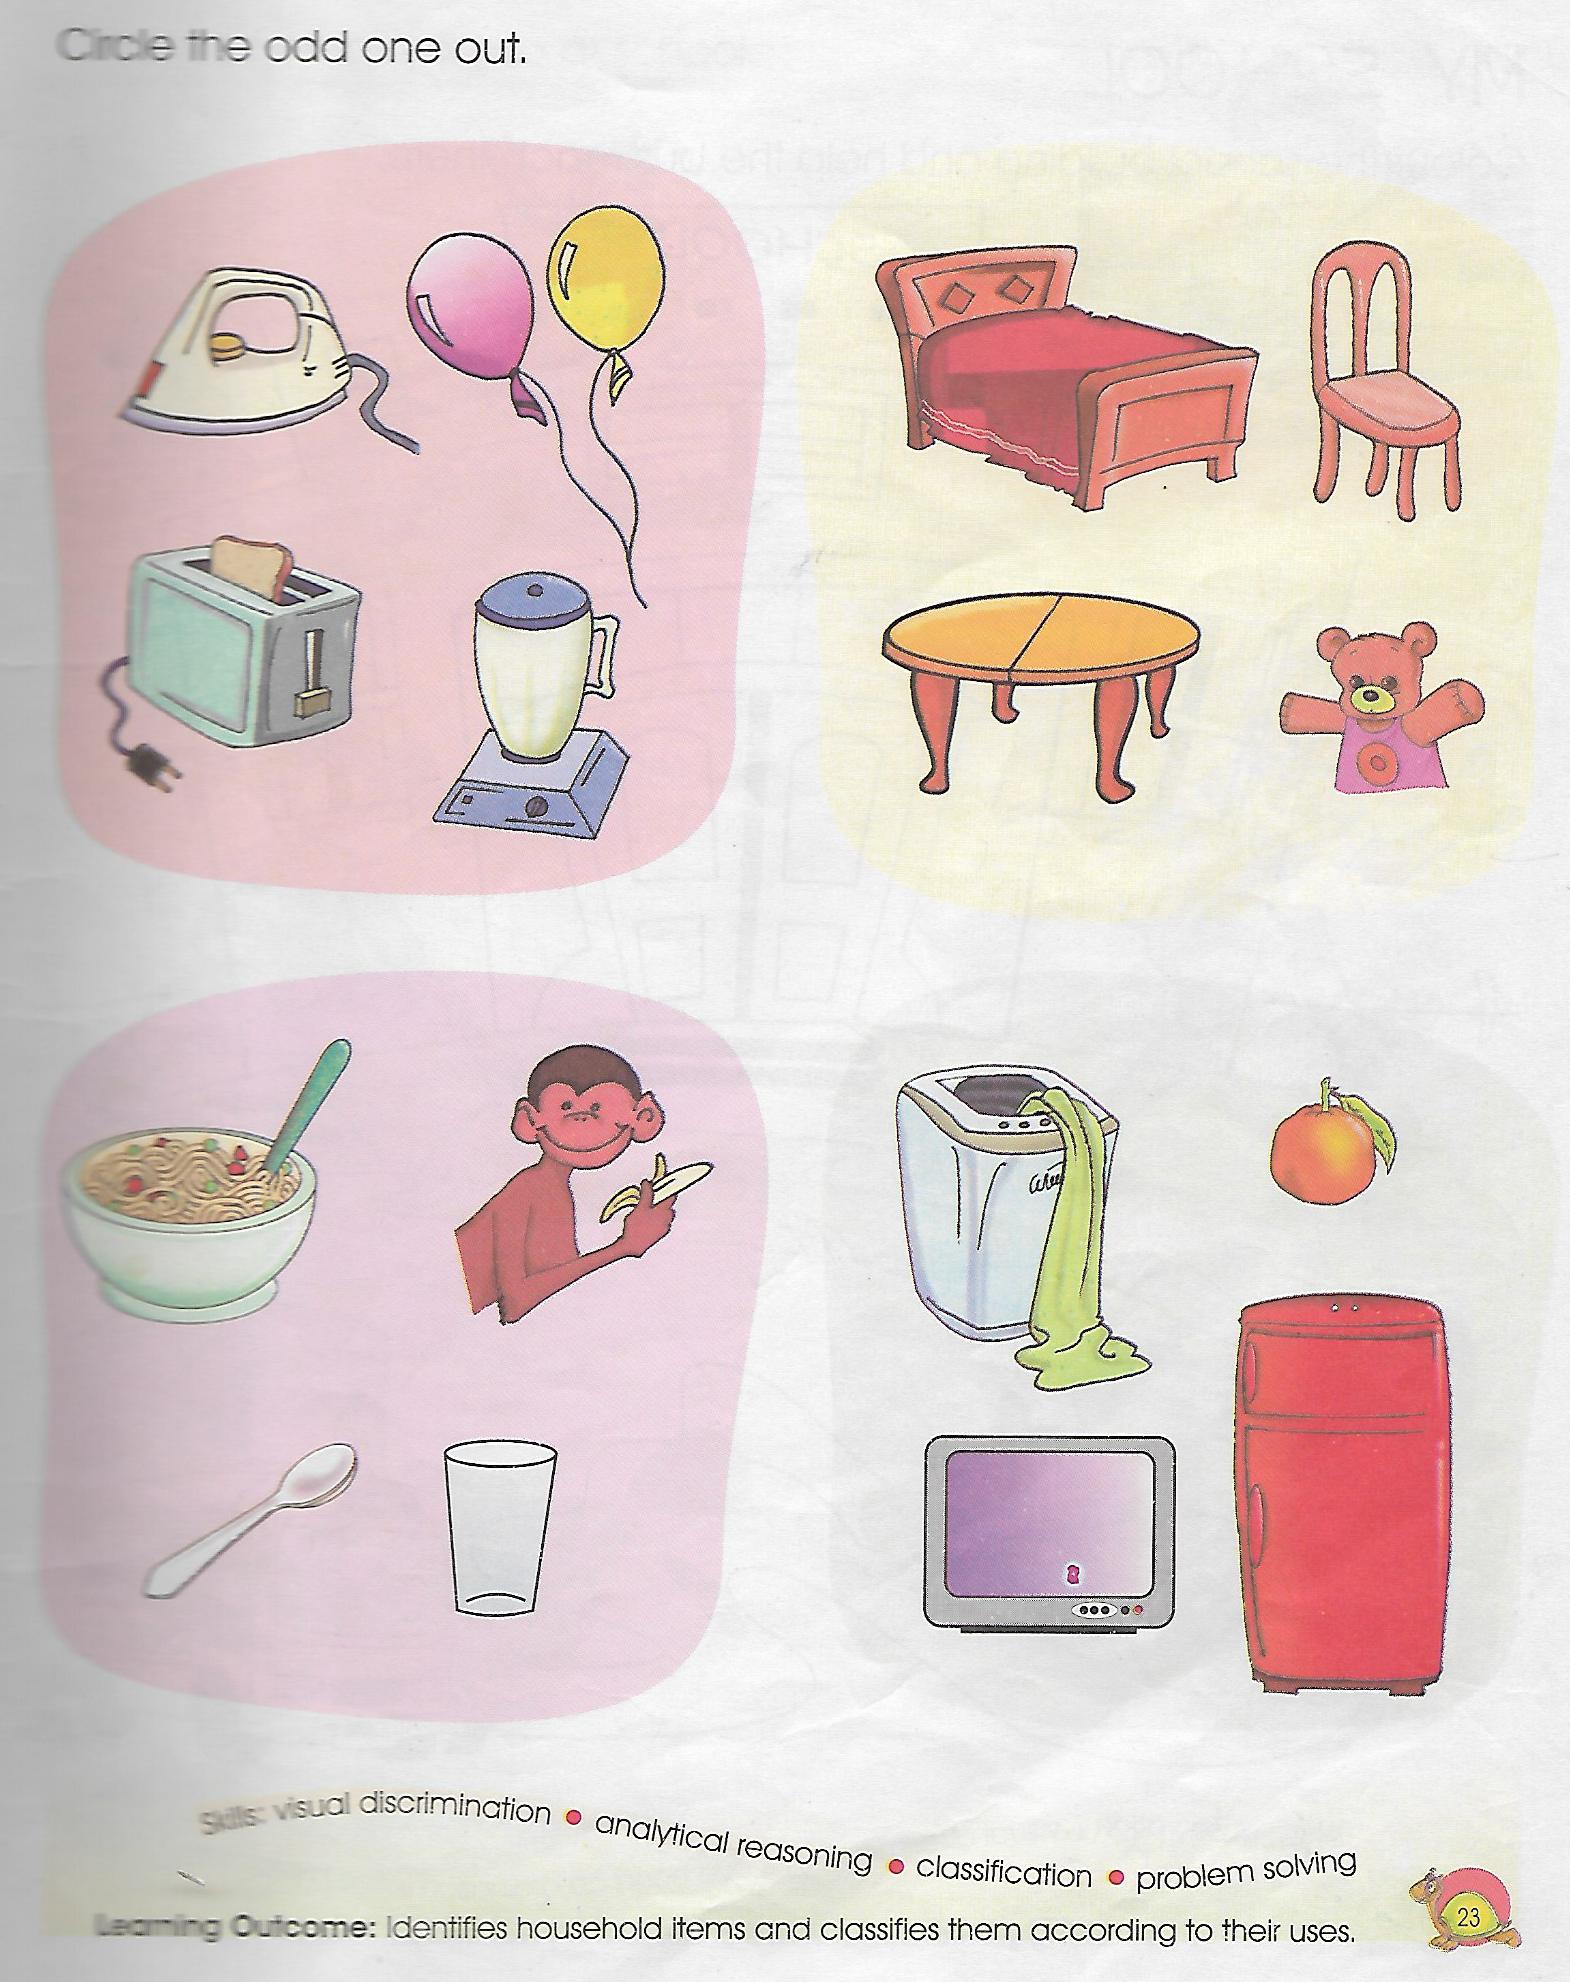 Circle the odd one out.
Skills: visual discrimination • analytical reasoning • classification • problem solving
Learning Outcome: Identifies household items and classifies them according to their uses.
23